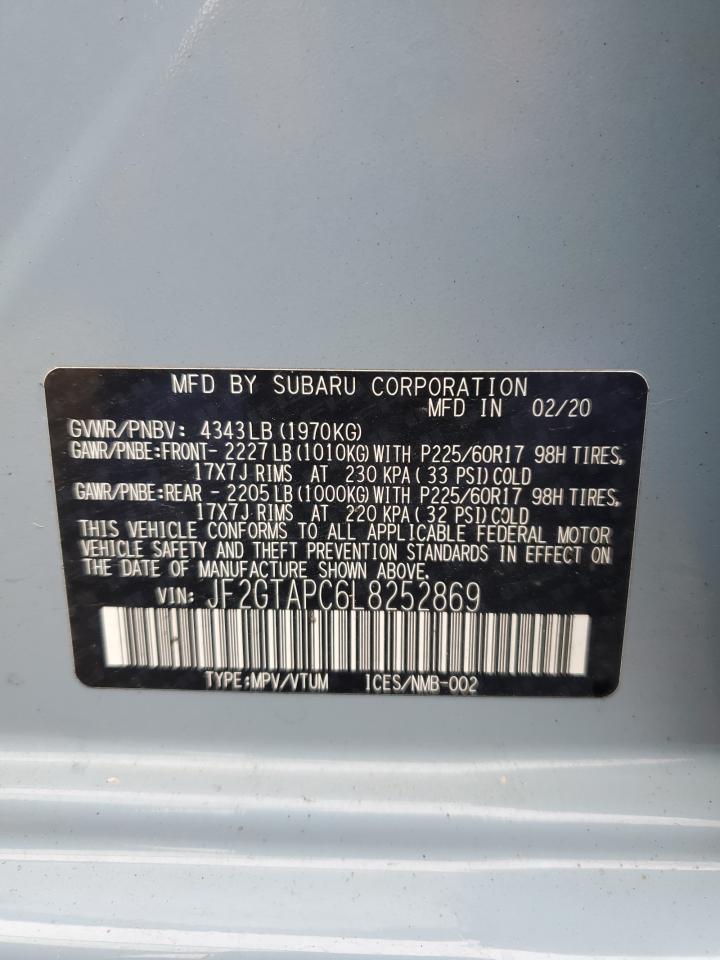 MFD BY SUBARU CORPORATION
MFD IN 02/20
GVWR/PNBV: 4343LB (1970KG)
GAWR/PNBE:FRONT- 2227LB (1010KG) WITH P225/60R17 98H TIRES,
17X7J RIMS AT 230 KPA (33 PSI) COLD
GAWR/PNBE:REAR - 2205LB (1000KG) WITH P225/60R17 98H TIRES,
17X7J RIMS AT 220 KPA (32 PSI) COLD
THIS VEHICLE CONFORMS TO ALL APPLICABLE FEDERAL MOTOR
VEHICLE SAFETY AND THEFT PREVENTION STANDARDS IN EFFECT ON
THE DATE OF MANUFACTURE SHOWN ABOVE.
VIN: JF2GTAPC6L8252869
TYPE:MPV/VTUM ICES/NMB-002